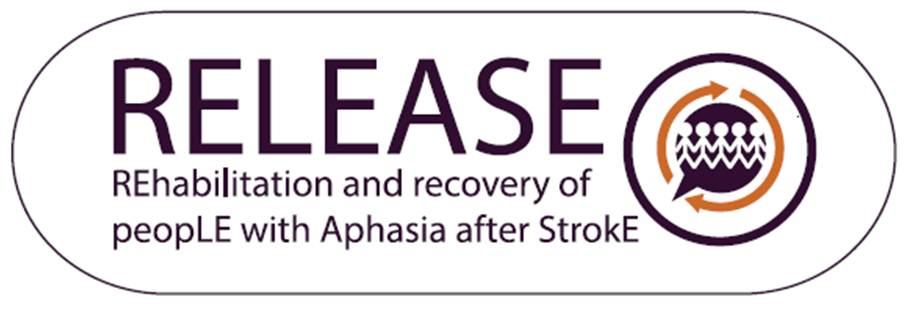 RELEASE
REhabilitation and recovery of
peopLE with Aphasia after StrokE